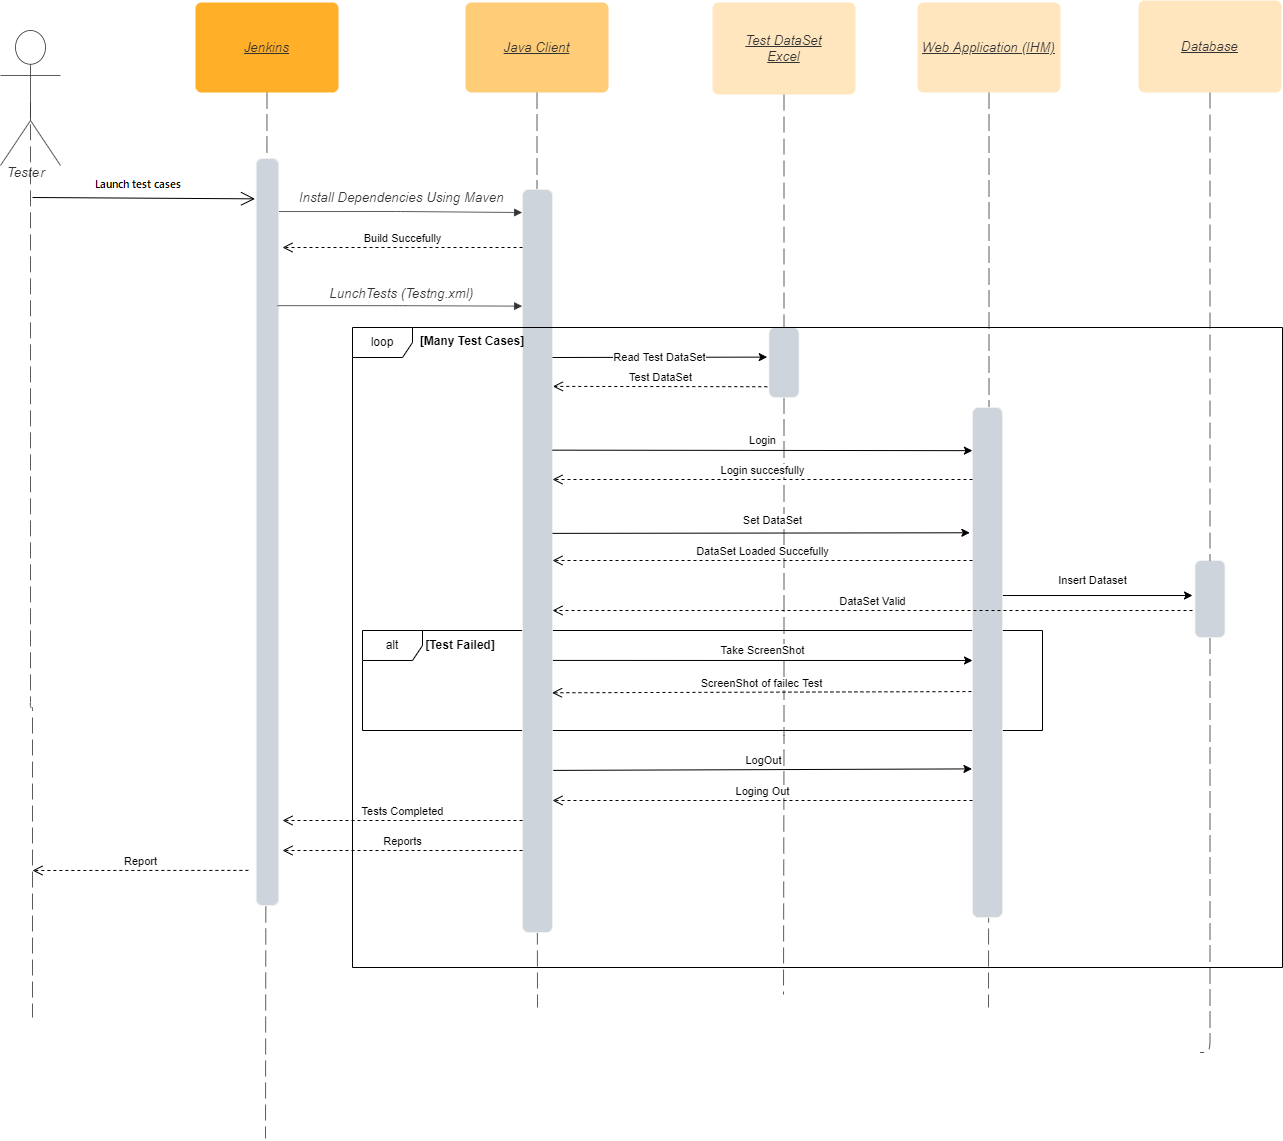 Jenkins
Java Client
Test DataSet
Excel
Web Application (IHM)
Database
Tester
Launch test cases
Install Dependencies Using Maven
Build Succefully
LunchTests (Testng.xml)
loop
[Many Test Cases]
Read Test DataSet
Test DataSet
Login
Login succesfully
Set DataSet
DataSet Loaded Succefully
Insert Dataset
DataSet Valid
alt
[Test Failed]
Take ScreenShot
ScreenShot of failec Test
LogOut
Loging Out
Tests Completed
Reports
Report